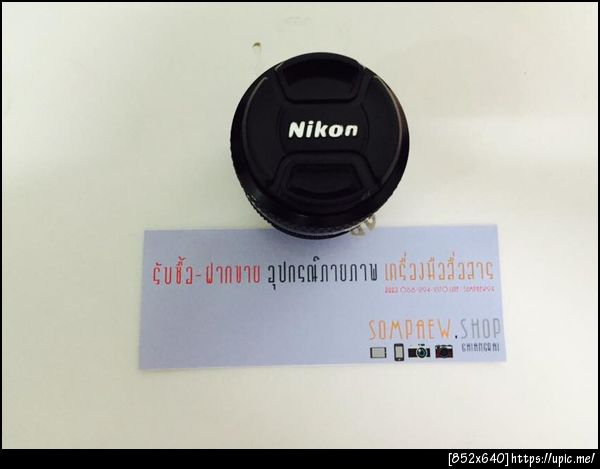 Nikon
รับซื้อ-ฝากขาย อุปกรณ์ถ่ายภาพ เครื่องมือสื่อสาร
SOMPAEW.SHOP
CHIANGRAI
[852x640]https://upic.me/